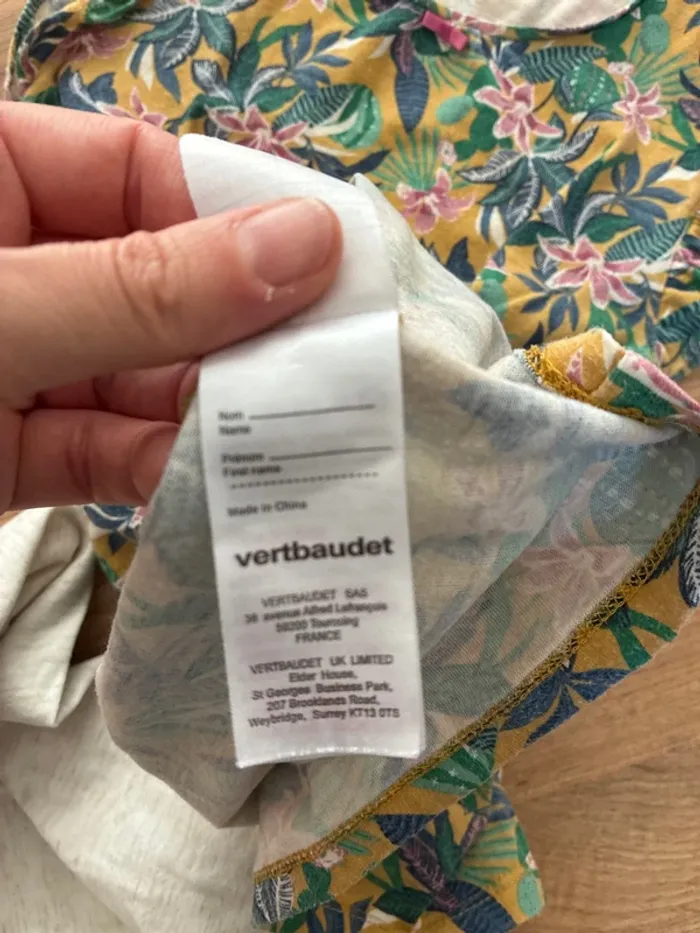 Nom
Name
Prénom
First name
Made in China
vertbaudet
VERTBAUDET SAS
36 avenue Alfred Lefrançois
59200 Tourcoing
FRANCE
VERTBAUDET UK LIMITED
Elder House,
St Georges Business Park,
207 Brooklands Road,
Weybridge, Surrey KT13 0TS